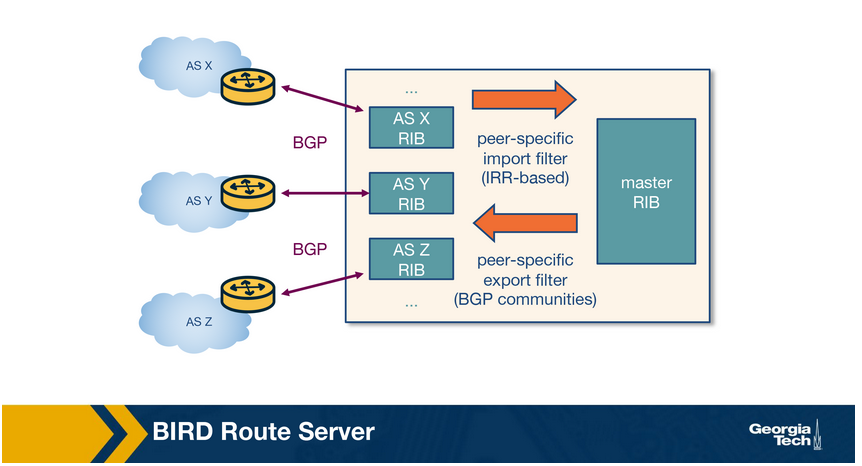 AS X
BGP
AS Y
BGP
AS Z
...
AS X
RIB
AS Y
RIB
AS Z
RIB
...
peer-specific
import filter
(IRR-based)
peer-specific
export filter
(BGP communities)
master
RIB
BIRD Route Server
Georgia
Tech